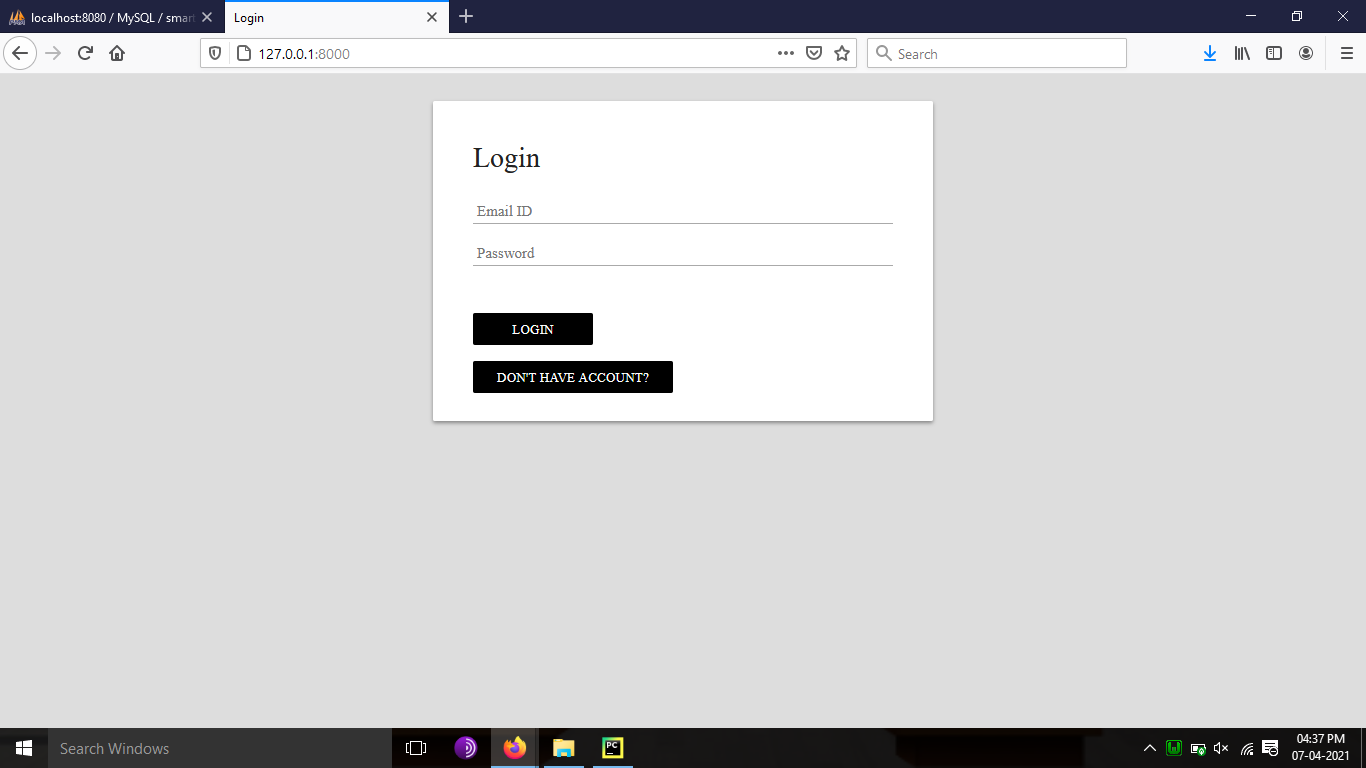 localhost:8080 / MySQL / smar
Login
127.0.0.1:8000
Search
Login
Email ID
Password
LOGIN
DON'T HAVE ACCOUNT?
Search Windows
PC
04:37 PM
07-04-2021